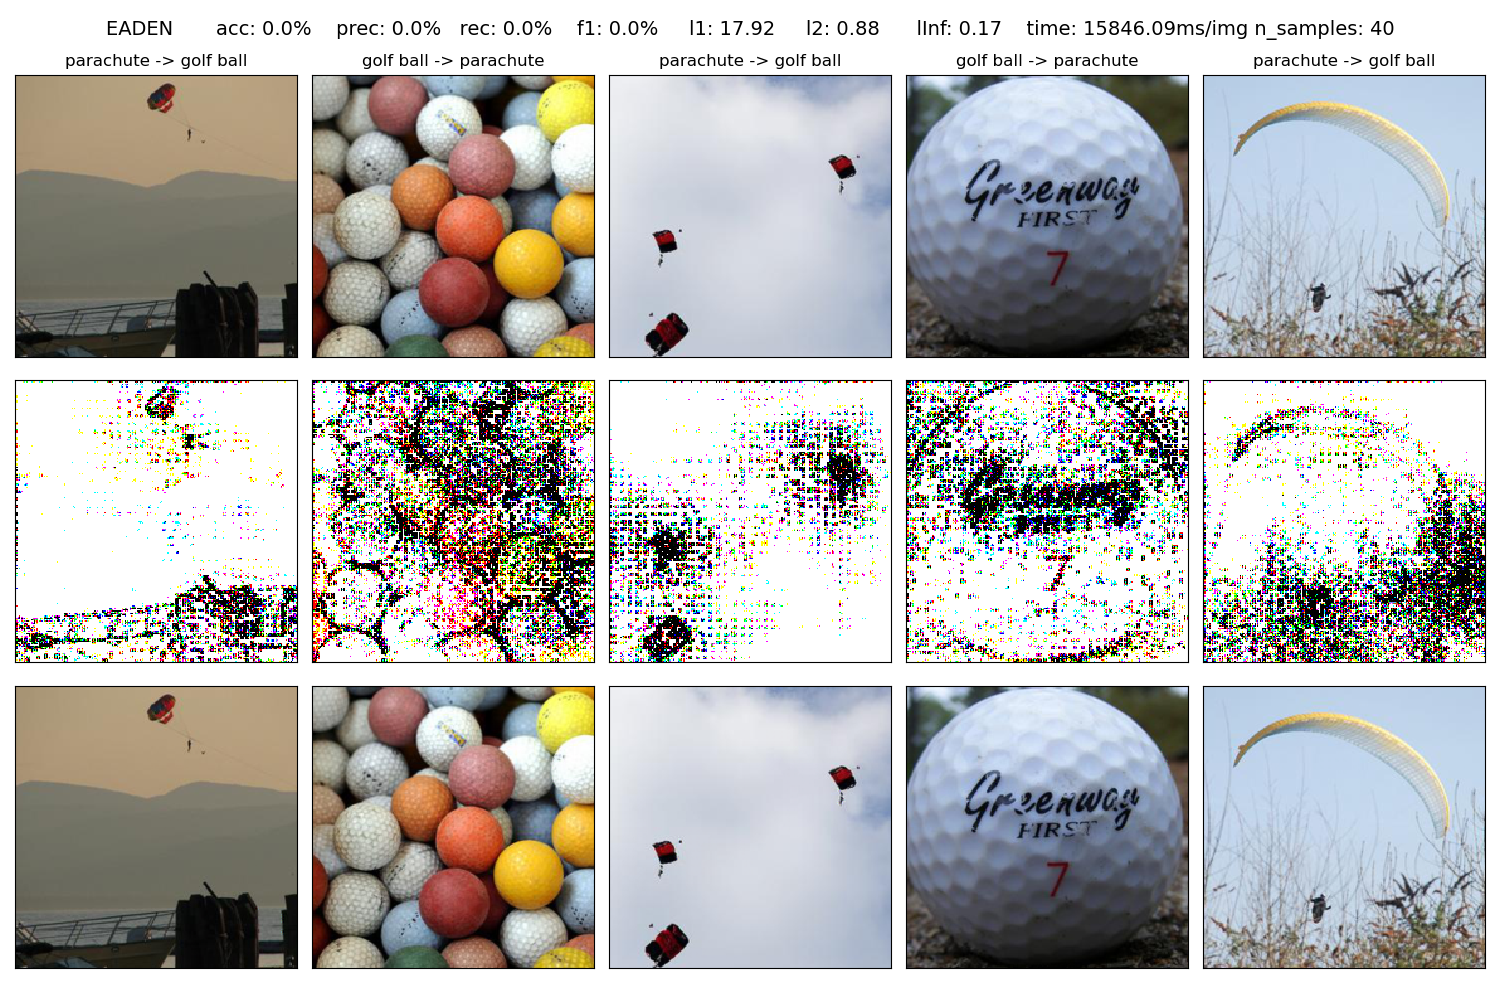 EADEN acc: 0.0% prec: 0.0% rec: 0.0% f1: 0.0% l1: 17.92 l2: 0.88 lInf: 0.17 time: 15846.09ms/img n_samples: 40
parachute -> golf ball
golf ball -> parachute
parachute -> golf ball
golf ball -> parachute
parachute -> golf ball
Greenway
FIRST
7
Greenway
FIRST
7